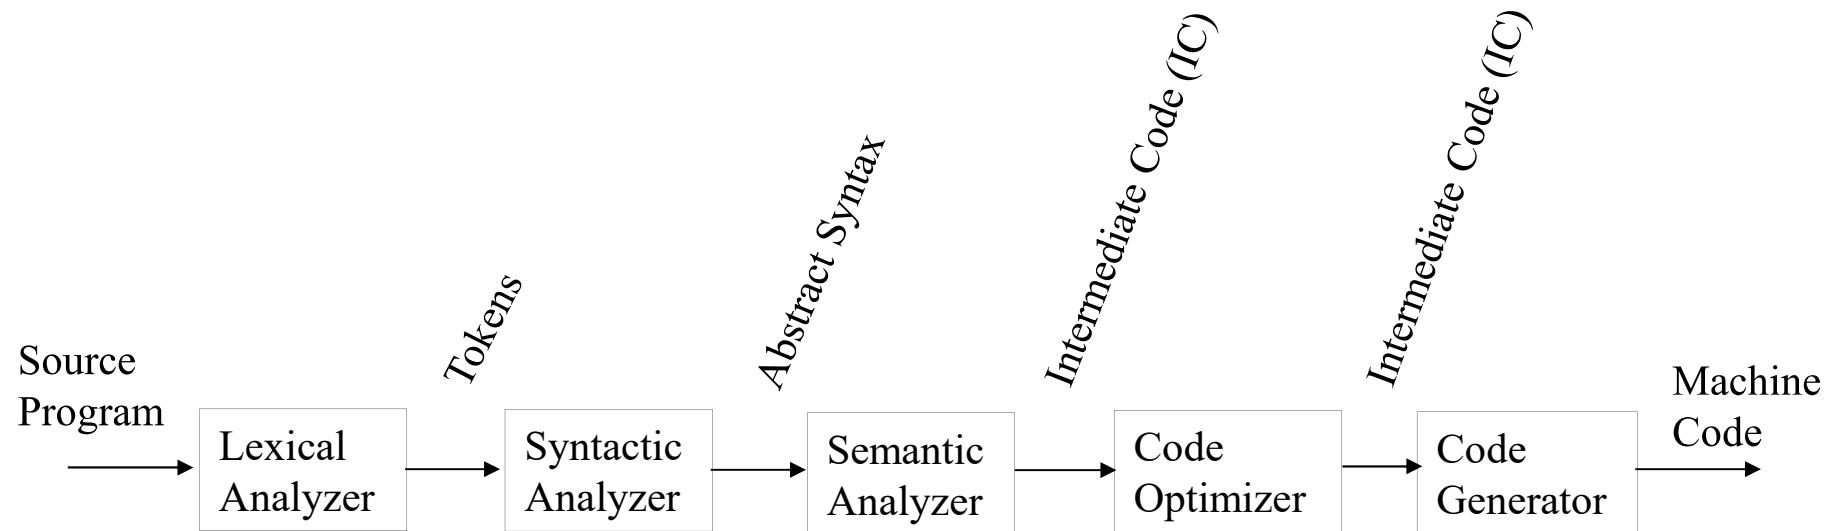 Source
Program
Lexical
Analyzer
Tokens
Syntactic
Analyzer
Abstract Syntax
Semantic
Analyzer
Intermediate Code (IC)
Code
Optimizer
Intermediate Code (IC)
Code
Generator
Machine
Code